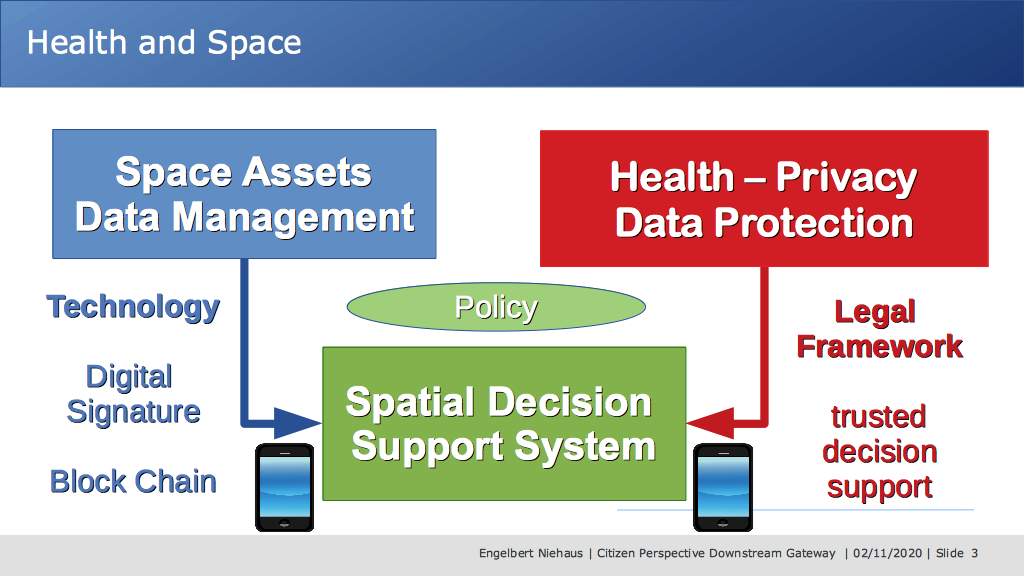 Health and Space
Space Assets
Data Management
Health – Privacy
Data Protection
Technology
Digital
Signature
Block Chain
Policy
Spatial Decision
Support System
Legal
Framework
trusted
decision
support
Engelbert Niehaus | Citizen Perspective Downstream Gateway | 02/11/2020 | Slide 3